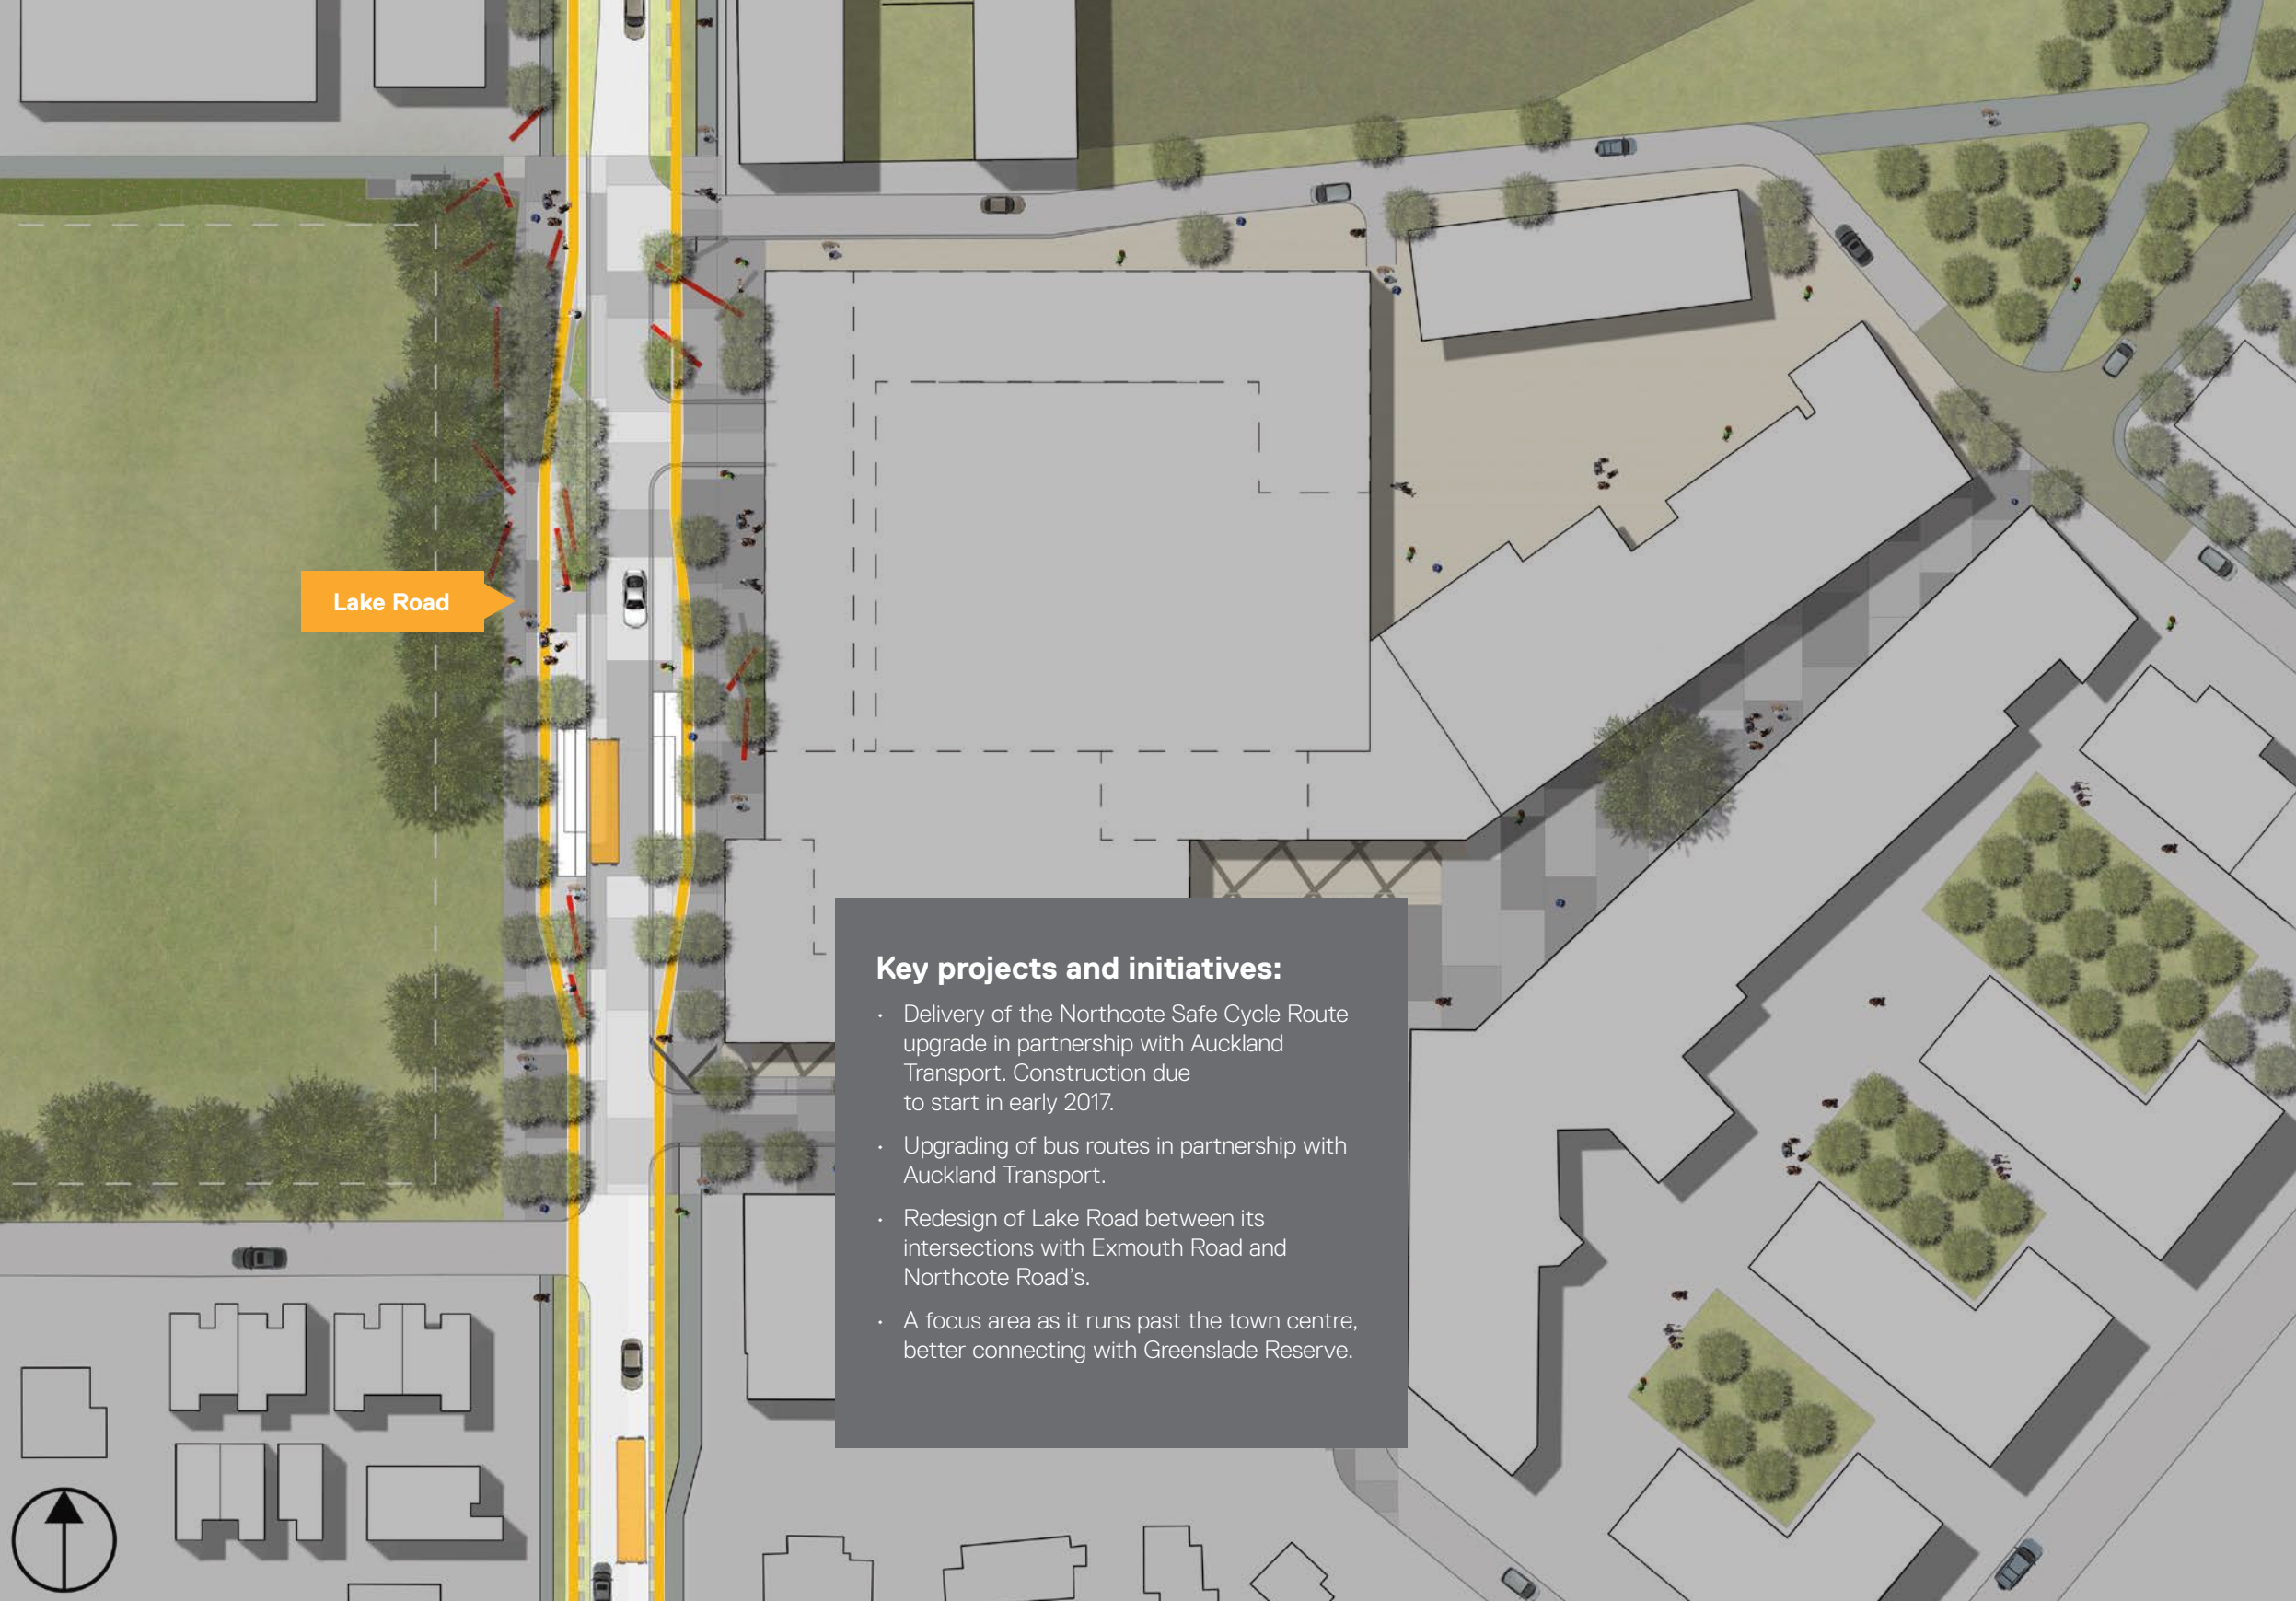 Lake Road
Key projects and initiatives:
· Delivery of the Northcote Safe Cycle Route
upgrade in partnership with Auckland
Transport. Construction due
to start in early 2017.
· Upgrading of bus routes in partnership with
Auckland Transport.
· Redesign of Lake Road between its
intersections with Exmouth Road and
Northcote Road's.
· A focus area as it runs past the town centre,
better connecting with Greenslade Reserve.